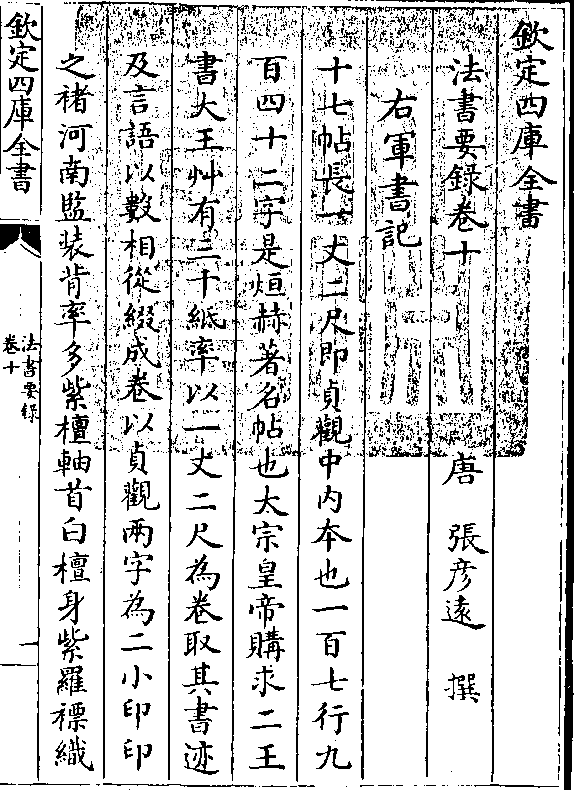 欽定四庫全書
法書要錄卷十
唐 張彦遠 撰
右軍書記
十七帖長一丈二尺即貞觀中内本也一百七行九
百四十二字是烜赫著名帖也太宗皇帝購求二王
書大王艸有三千紙率以一丈二尺為卷取其書迹
及言語以數相從綴成卷以貞觀兩字為二小印印
之褚河南監装背率多紫檀軸首白檀身紫羅褾織
欽定四庫全書
法書要錄
卷十
一